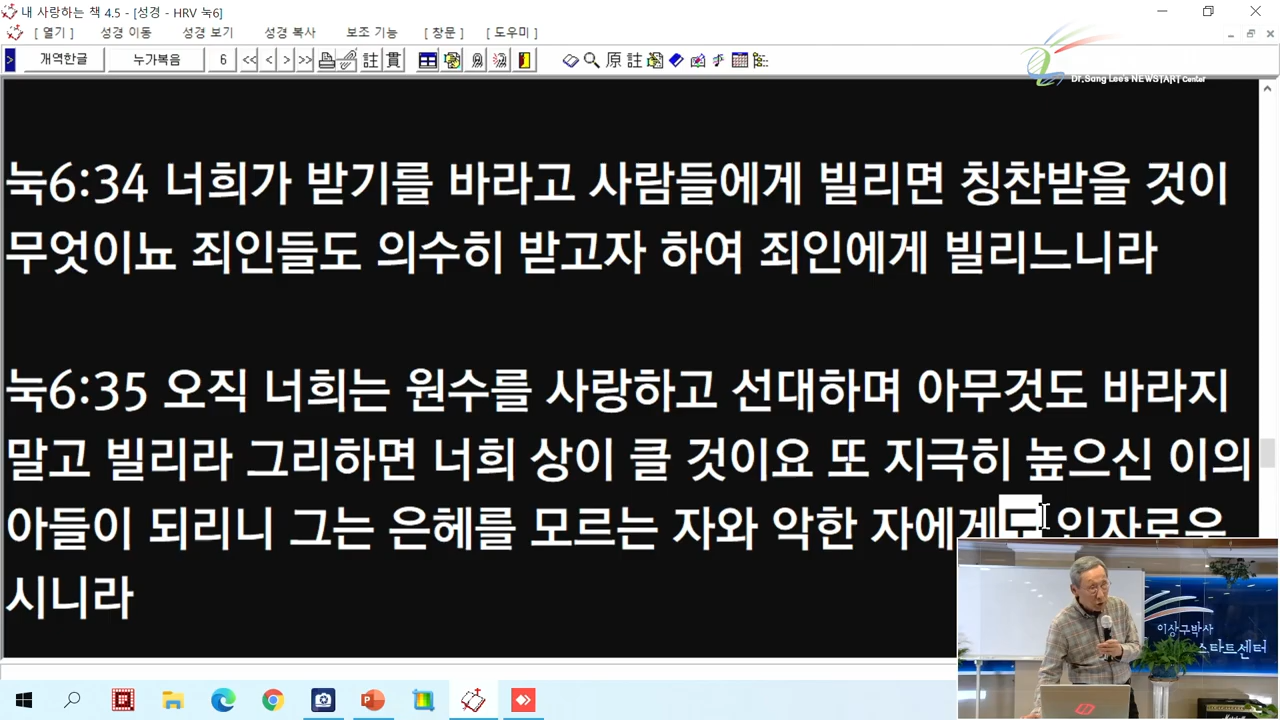 내 사랑하는 책 4.5 - [성경 - HRV 눅6]
[ 열기 ] 성경 이동 성경 보기 성경 복사 보조 기능 [ 창문 ] [ 도우미 ]
> 개역한글 누가복음 6 << < > >> 註 貫 原 註
Dr.Sang Lee's NEWSTART Center
눅6:34 너희가 받기를 바라고 사람들에게 빌리면 칭찬받을 것이
무엇이뇨 죄인들도 의수히 받고자 하여 죄인에게 빌리느니라
눅6:35 오직 너희는 원수를 사랑하고 선대하며 아무것도 바라지
말고 빌리라 그리하면 너희 상이 클 것이요 또 지극히 높으신 이의
아들이 되리니 그는 은혜를 모르는 자와 악한 자에게도 인자로우
시니라
이상구박사
스타트센터